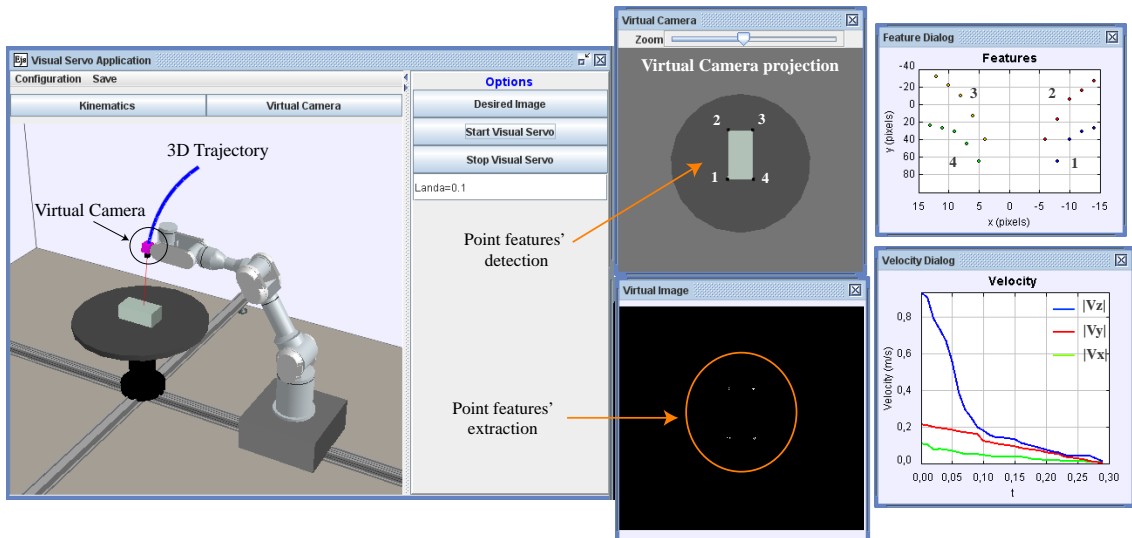 Ejs Visual Servo Application
Configuration Save
Kinematics
Virtual Camera
3D Trajectory
Virtual Camera
Options
Desired Image
Start Visual Servo
Stop Visual Servo
Landa=0.1
Point features’
detection
Point features’
extraction
Virtual Camera
Zoom
Virtual Camera projection
2 3
1 4
Virtual Image
Feature Dialog
Features
-40
-20
0
20
40
60
80
y (pixels)
3 2
4 1
15 10 5 0 -5 -10 -15
x (pixels)
Velocity Dialog
Velocity
|Vz|
|Vy|
|Vx|
0,8
0,6
0,4
0,2
0,0
Velocity (m/s)
0,00 0,05 0,10 0,15 0,20 0,25 0,30
t